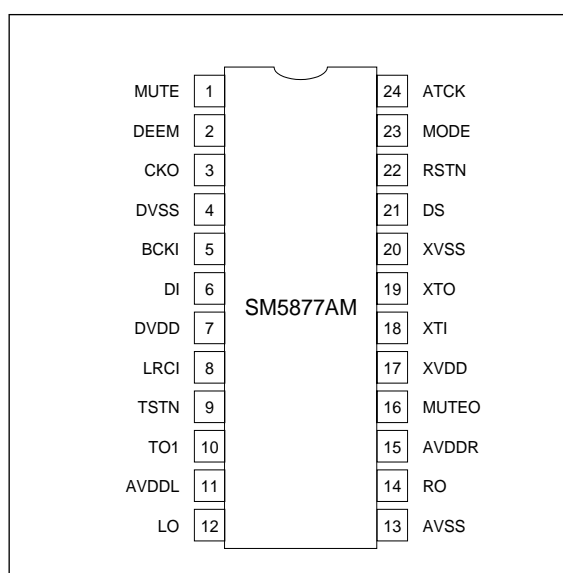 MUTE 1 24 ATCK
DEEM 2 23 MODE
CKO 3 22 RSTN
DVSS 4 21 DS
BCKI 5 20 XVSS
DI 6 19 XTO
SM5877AM
DVDD 7 18 XTI
LRCI 8 17 XVDD
TSTN 9 16 MUTEO
TO1 10 15 AVDDR
AVDDL 11 14 RO
LO 12 13 AVSS